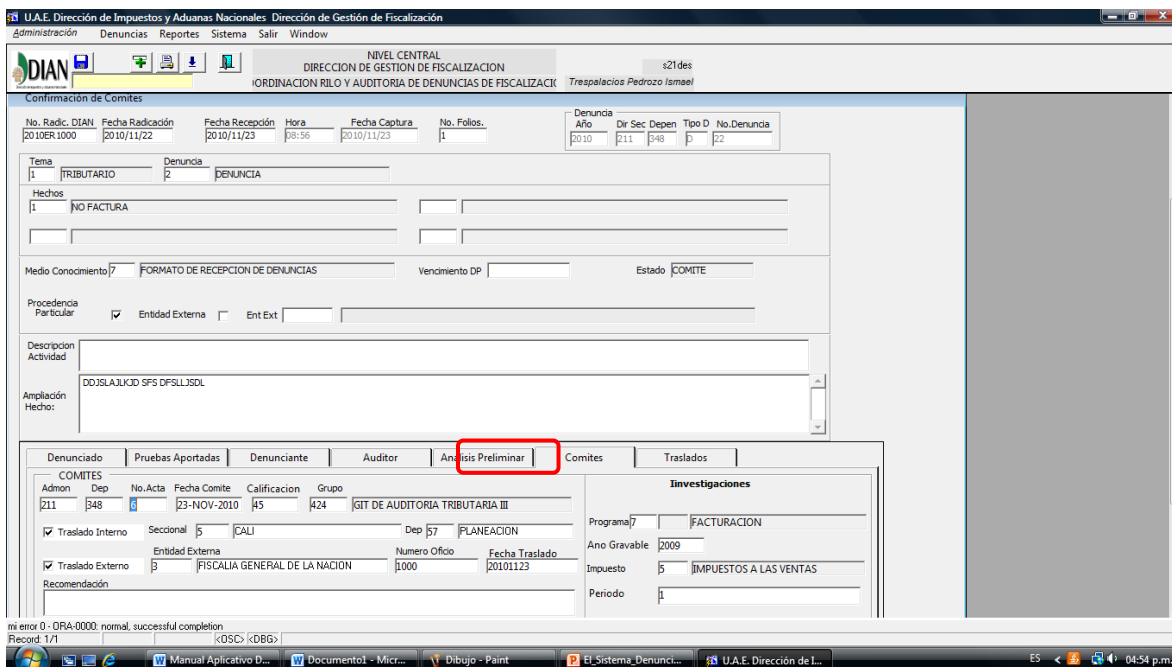 U.A.E. Dirección de Impuestos y Aduanas Nacionales Dirección de Gestión de Fiscalización
Administración Denuncias Reportes Sistema Salir Window
DIAN
NIVEL CENTRAL
DIRECCION DE GESTION DE FISCALIZACION
s21des
ORDINACION RILO Y AUDITORIA DE DENUNCIAS DE FISCALIZACIO
Trespalacios Pedrozo Ismael
Confirmación de Comites
No. Radic. DIAN Fecha Radicación Fecha Recepción Hora Fecha Captura No. Folios.
2010ER1000 2010/11/22 2010/11/23 08:56 2010/11/23 1
Denuncia
Año Dir Sec Depen Tipo D No.Denuncia
2010 211 348 D 22
Tema Denuncia
1 TRIBUTARIO 2 DENUNCIA
Hechos
1 NO FACTURA
Medio Conocimiento 7 FORMATO DE RECEPCION DE DENUNCIAS Vencimiento DP Estado COMITE
Procedencia
Particular Entidad Externa Ent Ext
Descripcion
Actividad
DDJSLAJLKJD SFS DFSLLJSDL
Ampliación
Hecho:
Denunciado Pruebas Aportadas Denunciante Auditor Analisis Preliminar Comites Traslados
COMITES
Admon Dep No.Acta Fecha Comite Calificacion Grupo
211 348 6 23-NOV-2010 45 424 GIT DE AUDITORIA TRIBUTARIA III
Traslado Interno Seccional 5 CALI Dep 57 PLANEACION
Entidad Externa Numero Oficio Fecha Traslado
Traslado Externo 3 FISCALIA GENERAL DE LA NACION 1000 20101123
Recomendación
Iinvestigaciones
Programa 7 FACTURACION
Ano Gravable 2009
Impuesto 5 IMPUESTOS A LAS VENTAS
Periodo 1
mi error 0 - ORA-0000: normal, successful completion
Record: 1/1 <OSC> <DBG>
Manual Aplicativo D... Documento1 - Micr... Dibujo - Paint El_Sistema_Denunci... U.A.E. Dirección de I... ES 04:54 p.m.